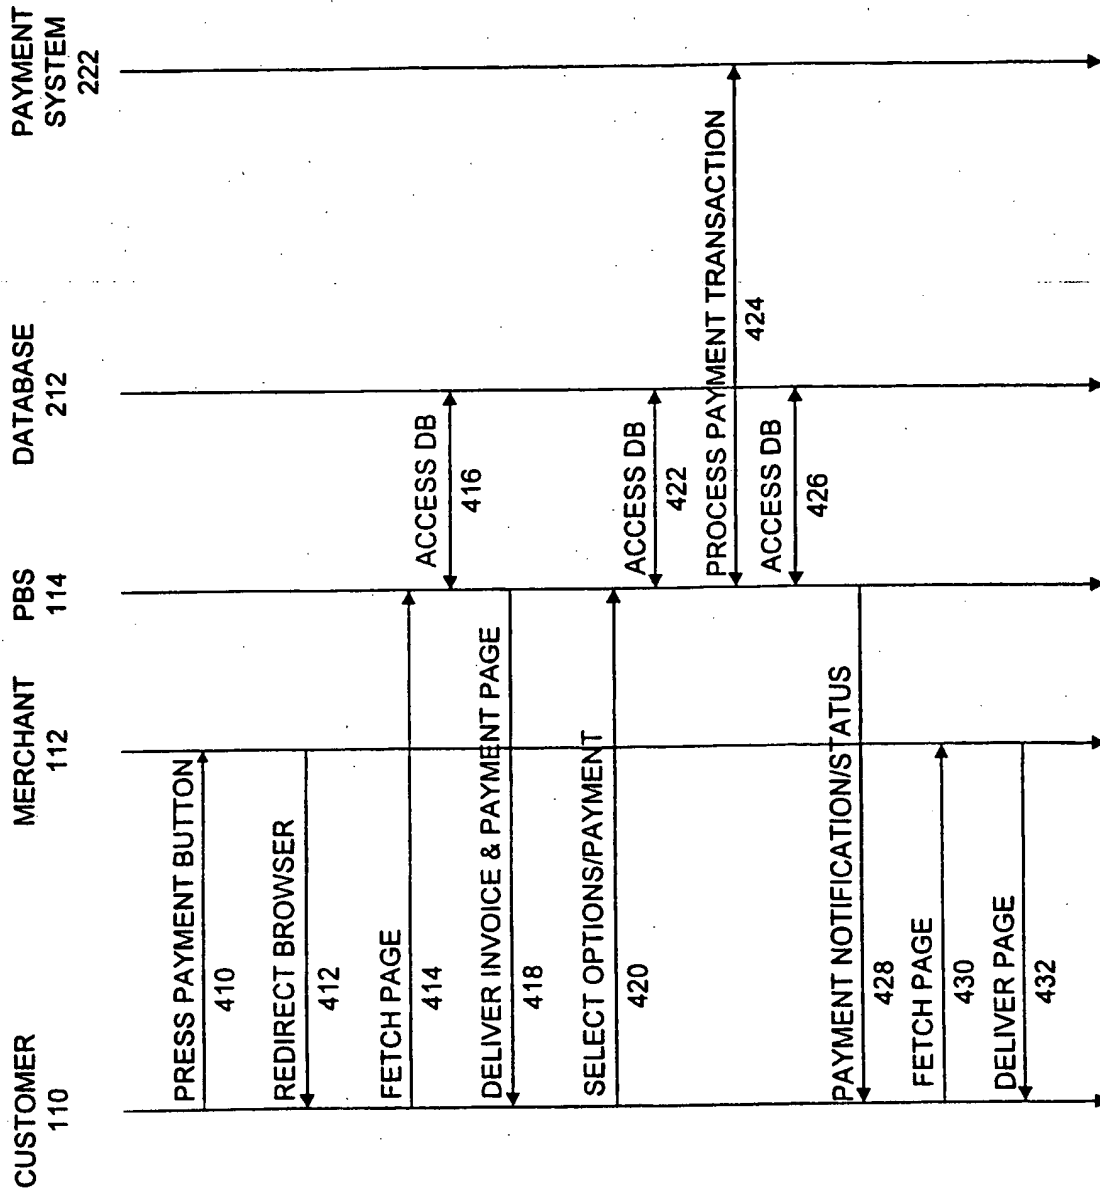 CUSTOMER
110
MERCHANT
112
PBS
114
DATABASE
212
PAYMENT
SYSTEM
222
PRESS PAYMENT BUTTON
410
REDIRECT BROWSER
412
FETCH PAGE
414
ACCESS DB
416
DELIVER INVOICE & PAYMENT PAGE
418
SELECT OPTIONS/PAYMENT
420
ACCESS DB
422
PROCESS PAYMENT TRANSACTION
424
ACCESS DB
426
PAYMENT NOTIFICATION/STATUS
428
FETCH PAGE
430
DELIVER PAGE
432